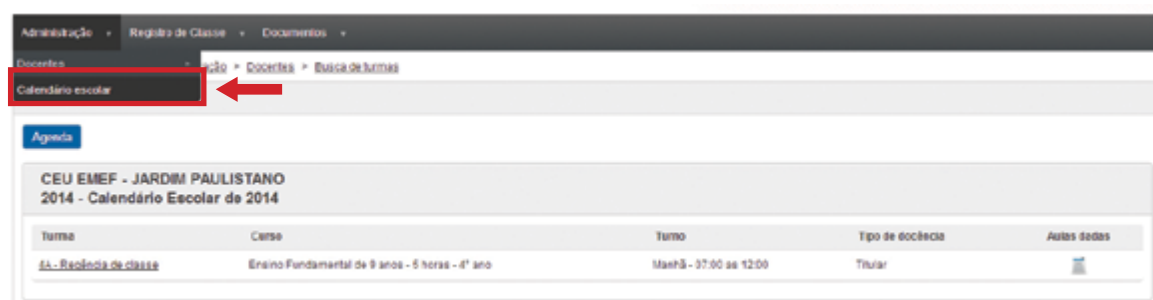 Administração Registro de Classe Documentos
Docentes ação > Docentes > Busca de turmas
Calendário escolar
Agenda
CEU EMEF - JARDIM PAULISTANO
2014 - Calendário Escolar de 2014
Turma Curso Turno Tipo de docência Aulas dadas
4A - Regência de classe Ensino Fundamental de 9 anos - 5 horas - 4° ano Manhã - 07:00 às 12:00 Titular